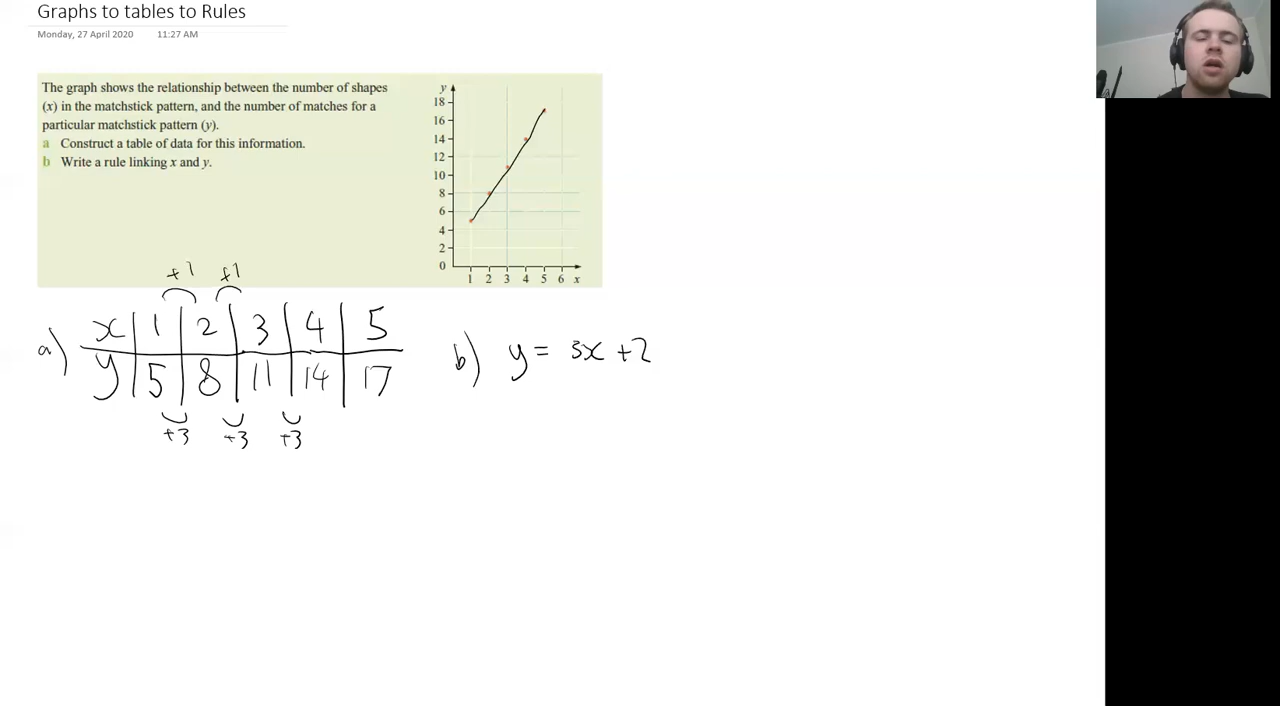 Graphs to tables to Rules
Monday, 27 April 2020 11:27 AM
The graph shows the relationship between the number of shapes
(x) in the matchstick pattern, and the number of matches for a
particular matchstick pattern (y).
a Construct a table of data for this information.
b Write a rule linking x and y.
y
18
16
14
12
10
8
6
4
2
0
1 2 3 4 5 6 x
+1 +1
a) x 1 2 3 4 5
y 5 8 11 14 17
+3 +3 +3
b) y = 3x + 2